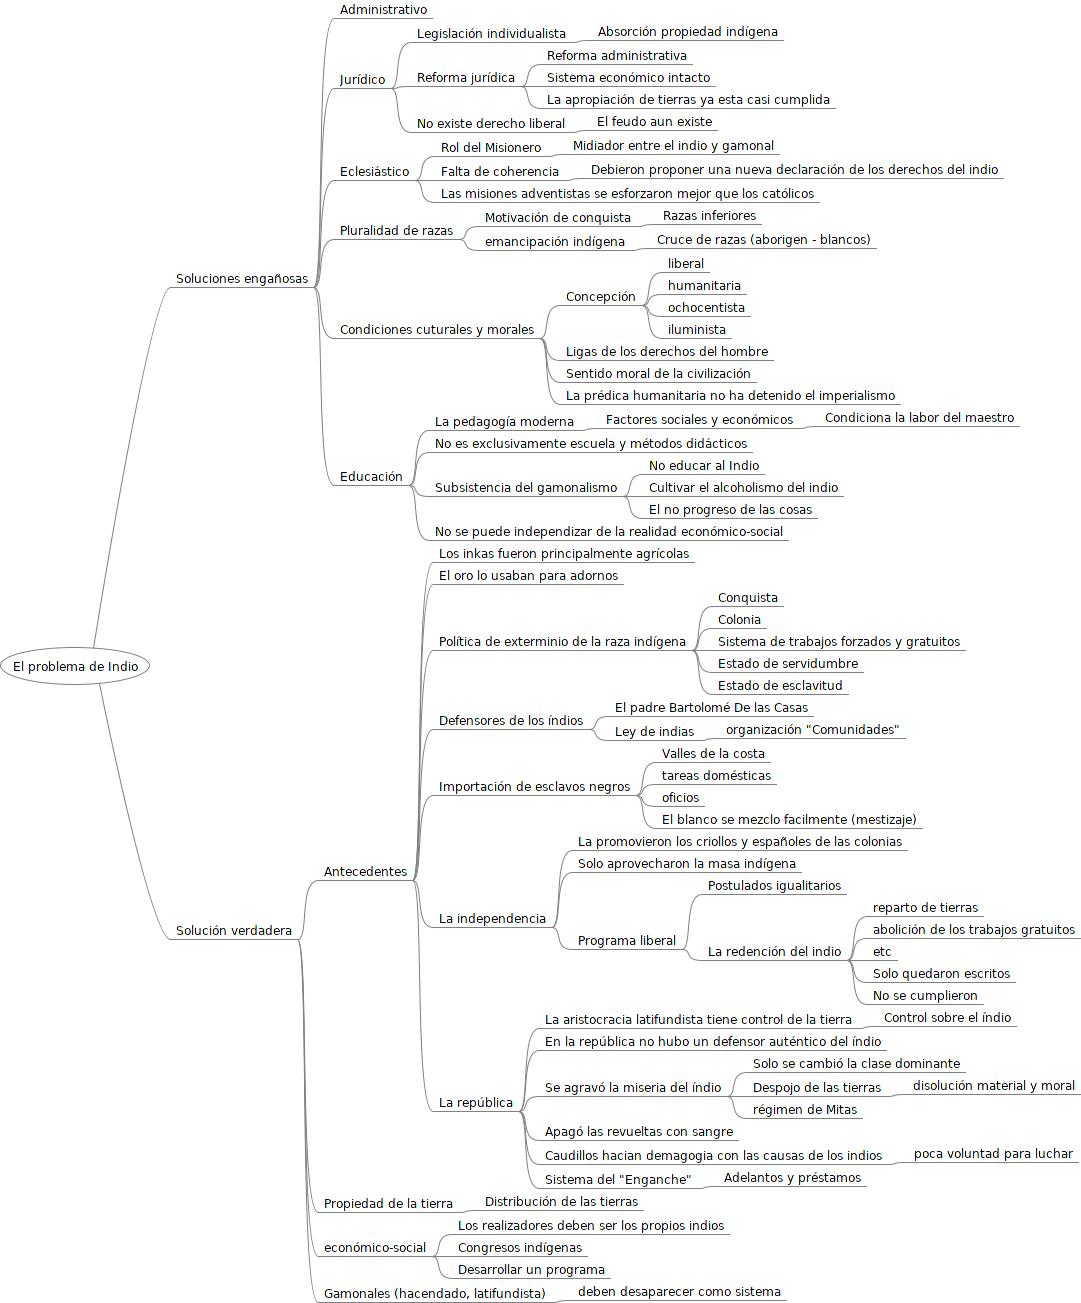 El problema de Indio
Soluciones engañosas
Administrativo
Jurídico
Legislación individualista
Absorción propiedad indígena
Reforma jurídica
Reforma administrativa
Sistema económico intacto
La apropiación de tierras ya esta casi cumplida
No existe derecho liberal
El feudo aun existe
Eclesiástico
Rol del Misionero
Midiador entre el indio y gamonal
Falta de coherencia
Debieron proponer una nueva declaración de los derechos del indio
Las misiones adventistas se esforzaron mejor que los católicos
Pluralidad de razas
Motivación de conquista
Razas inferiores
emancipación indígena
Cruce de razas (aborigen - blancos)
Condiciones cuturales y morales
Concepción
liberal
humanitaria
ochocentista
iluminista
Ligas de los derechos del hombre
Sentido moral de la civilización
La prédica humanitaria no ha detenido el imperialismo
Educación
La pedagogía moderna
Factores sociales y económicos
Condiciona la labor del maestro
No es exclusivamente escuela y métodos didácticos
Subsistencia del gamonalismo
No educar al Indio
Cultivar el alcoholismo del indio
El no progreso de las cosas
No se puede independizar de la realidad económico-social
Solución verdadera
Antecedentes
Los inkas fueron principalmente agrícolas
El oro lo usaban para adornos
Política de exterminio de la raza indígena
Conquista
Colonia
Sistema de trabajos forzados y gratuitos
Estado de servidumbre
Estado de esclavitud
Defensores de los índios
El padre Bartolomé De las Casas
Ley de indias
organización "Comunidades"
Importación de esclavos negros
Valles de la costa
tareas domésticas
oficios
El blanco se mezclo facilmente (mestizaje)
La independencia
La promovieron los criollos y españoles de las colonias
Solo aprovecharon la masa indígena
Programa liberal
Postulados igualitarios
La redención del indio
reparto de tierras
abolición de los trabajos gratuitos
etc
Solo quedaron escritos
No se cumplieron
La república
La aristocracia latifundista tiene control de la tierra
Control sobre el índio
En la república no hubo un defensor auténtico del índio
Se agravó la miseria del índio
Solo se cambió la clase dominante
Despojo de las tierras
disolución material y moral
régimen de Mitas
Apagó las revueltas con sangre
Caudillos hacian demagogia con las causas de los indios
poca voluntad para luchar
Sistema del "Enganche"
Adelantos y préstamos
Propiedad de la tierra
Distribución de las tierras
económico-social
Los realizadores deben ser los propios indios
Congresos indígenas
Desarrollar un programa
Gamonales (hacendado, latifundista)
deben desaparecer como sistema